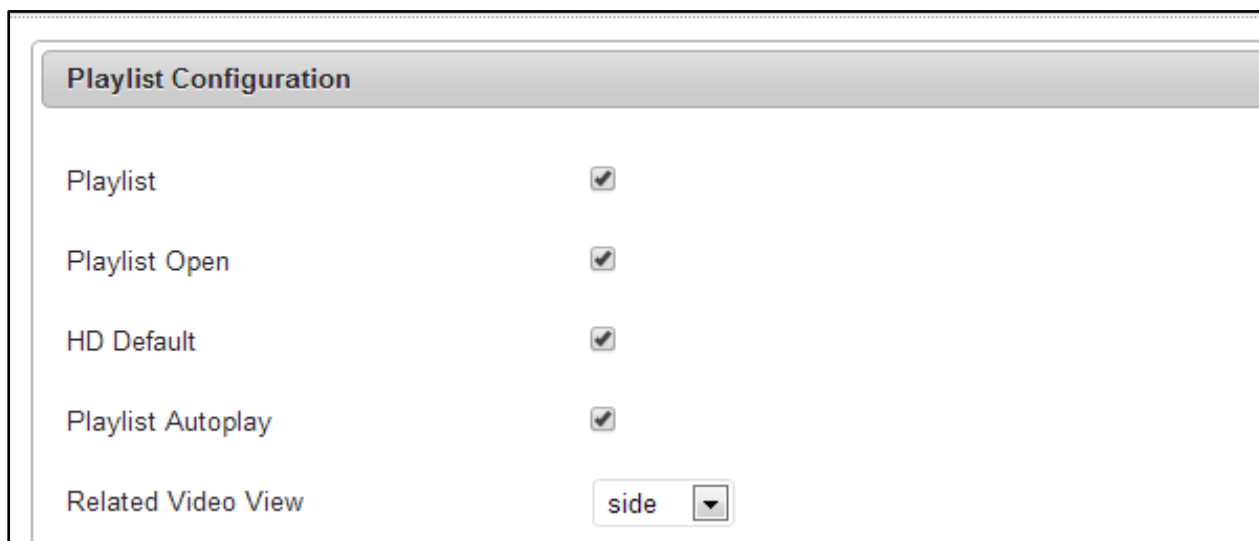 Playlist Configuration
Playlist
Playlist Open
HD Default
Playlist Autoplay
Related Video View side